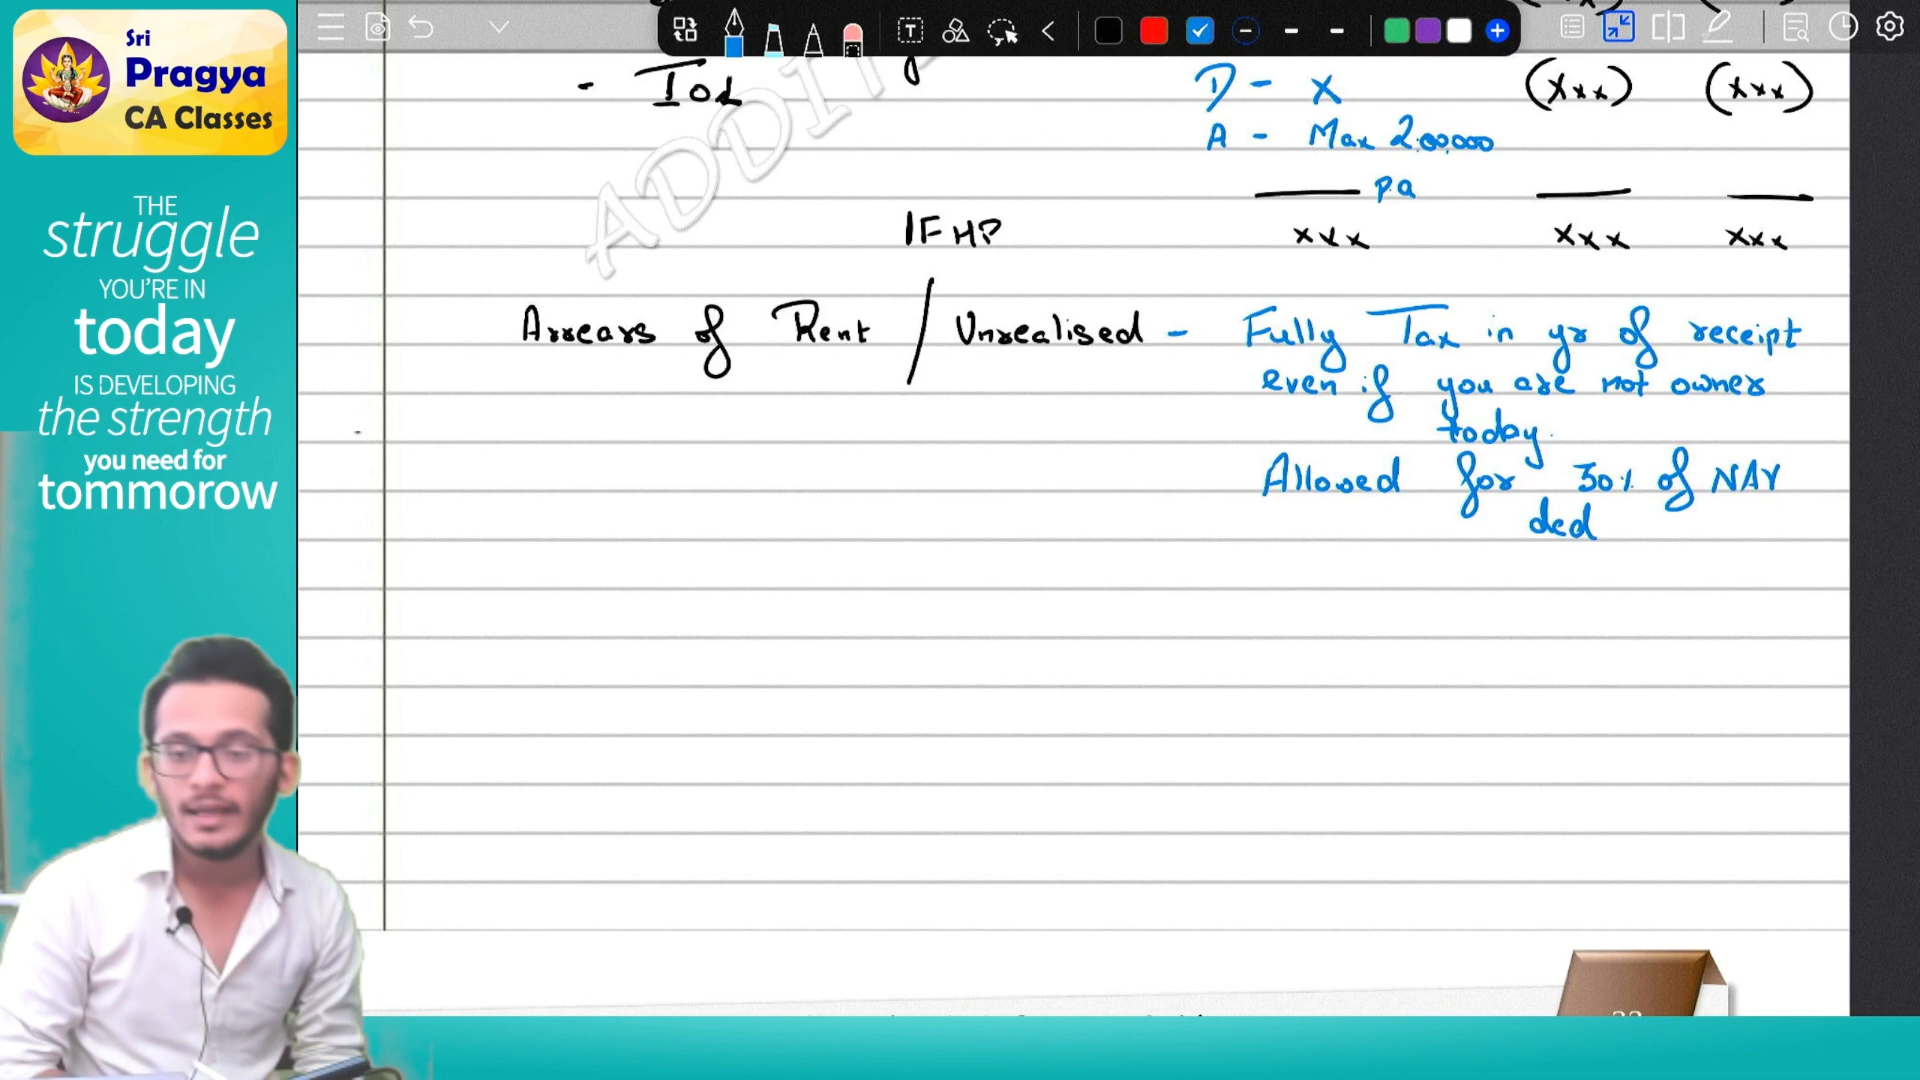 Sri
Pragya
CA Classes
THE
struggle
YOU'RE IN
today
IS DEVELOPING
the strength
you need for
tommorow
- IOL
D - X
A - Max 2,00,000
p.a
(xxx) (xxx)
IFHP xxx xxx xxx
Arrears of Rent / Unrealised - Fully Tax in yr of receipt
even if you are not owner
today.
Allowed for 30% of NAV
ded